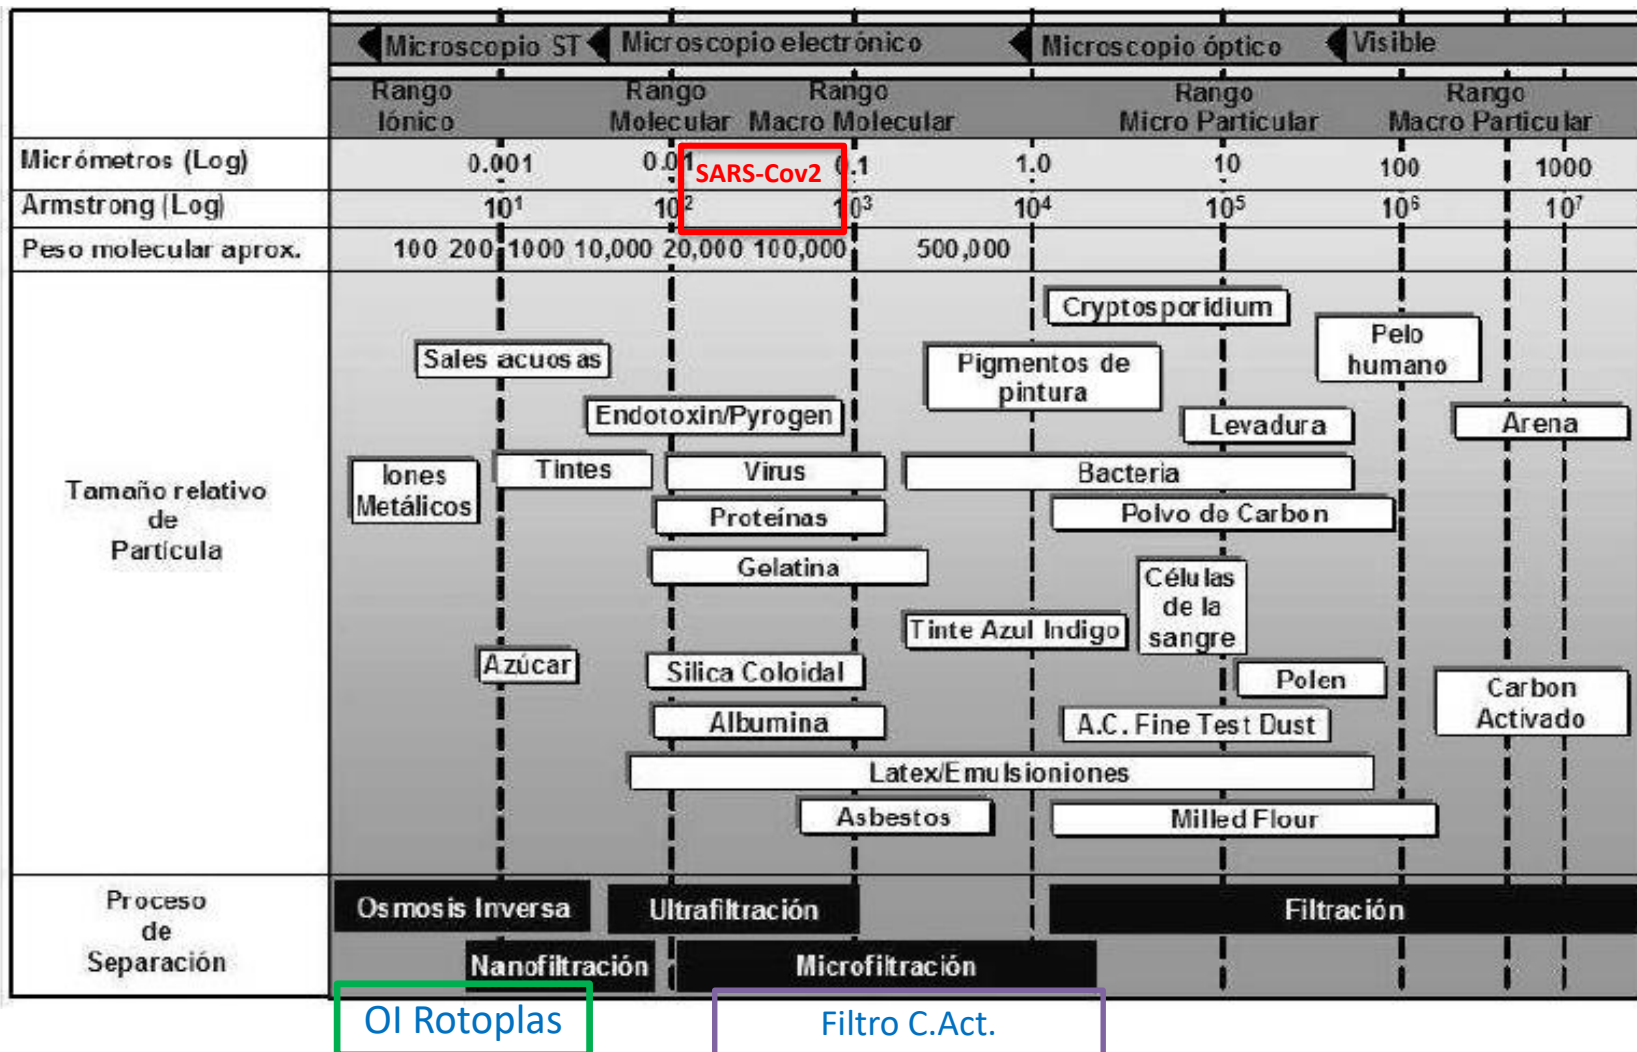 Microscopio ST Microscopio electrónico Microscopio óptico Visible
Rango Rango Rango Rango Rango
Iónico Molecular Macro Molecular Micro Particular Macro Particular
Micrómetros (Log) 0.001 0.01 0.1 1.0 10 100 1000
SARS-Cov2
Armstrong (Log) 10¹ 10² 10³ 10⁴ 10⁵ 10⁶ 10⁷
Peso molecular aprox. 100 200 1000 10,000 20,000 100,000 500,000
Cryptosporidium
Pelo
humano
Sales acuosas
Pigmentos de
pintura
Endotoxin/Pyrogen
Levadura
Arena
Iones
Metálicos
Tintes
Virus
Bacteria
Tamaño relativo
de
Partícula
Proteínas
Polvo de Carbon
Gelatina
Células
de la
sangre
Tinte Azul Indigo
Azúcar
Silica Coloidal
Polen
Carbon
Activado
Albumina
A.C. Fine Test Dust
Latex/Emulsioniones
Asbestos
Milled Flour
Proceso
de
Separación
Osmosis Inversa
Ultrafiltración
Filtración
Nanofiltración
Microfiltración
OI Rotoplas
Filtro C.Act.